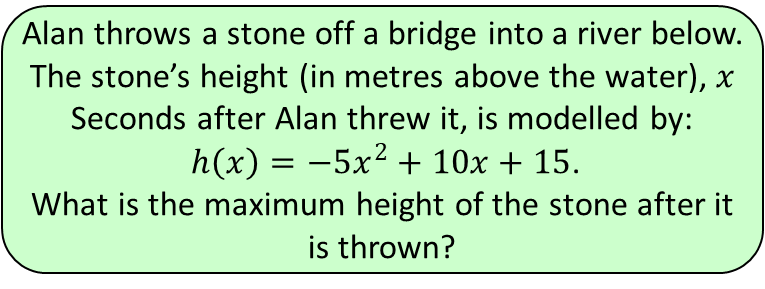 Alan throws a stone off a bridge into a river below.
The stone’s height (in metres above the water), 𝑥
Seconds after Alan threw it, is modelled by:
ℎ(𝑥) = −5𝑥² + 10𝑥 + 15.
What is the maximum height of the stone after it
is thrown?